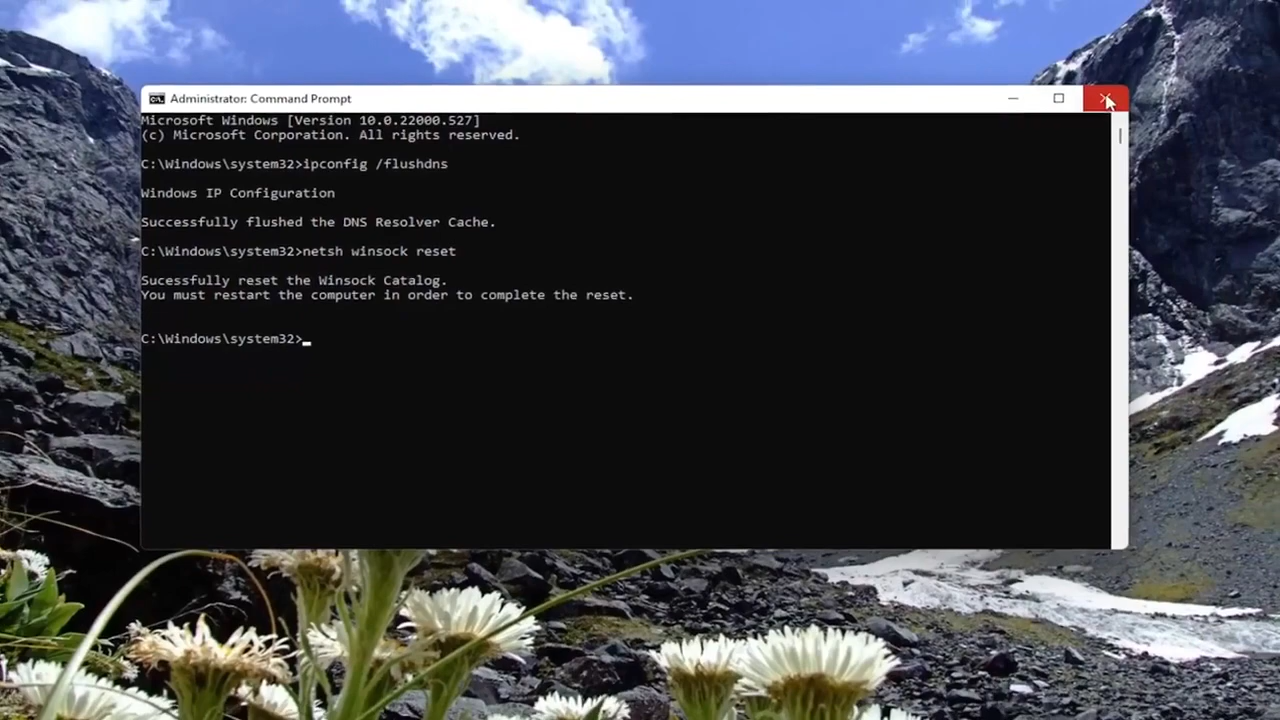 Administrator: Command Prompt
Microsoft Windows [Version 10.0.22000.527]
(c) Microsoft Corporation. All rights reserved.
C:\Windows\system32>ipconfig /flushdns
Windows IP Configuration
Successfully flushed the DNS Resolver Cache.
C:\Windows\system32>netsh winsock reset
Sucessfully reset the Winsock Catalog.
You must restart the computer in order to complete the reset.
C:\Windows\system32>